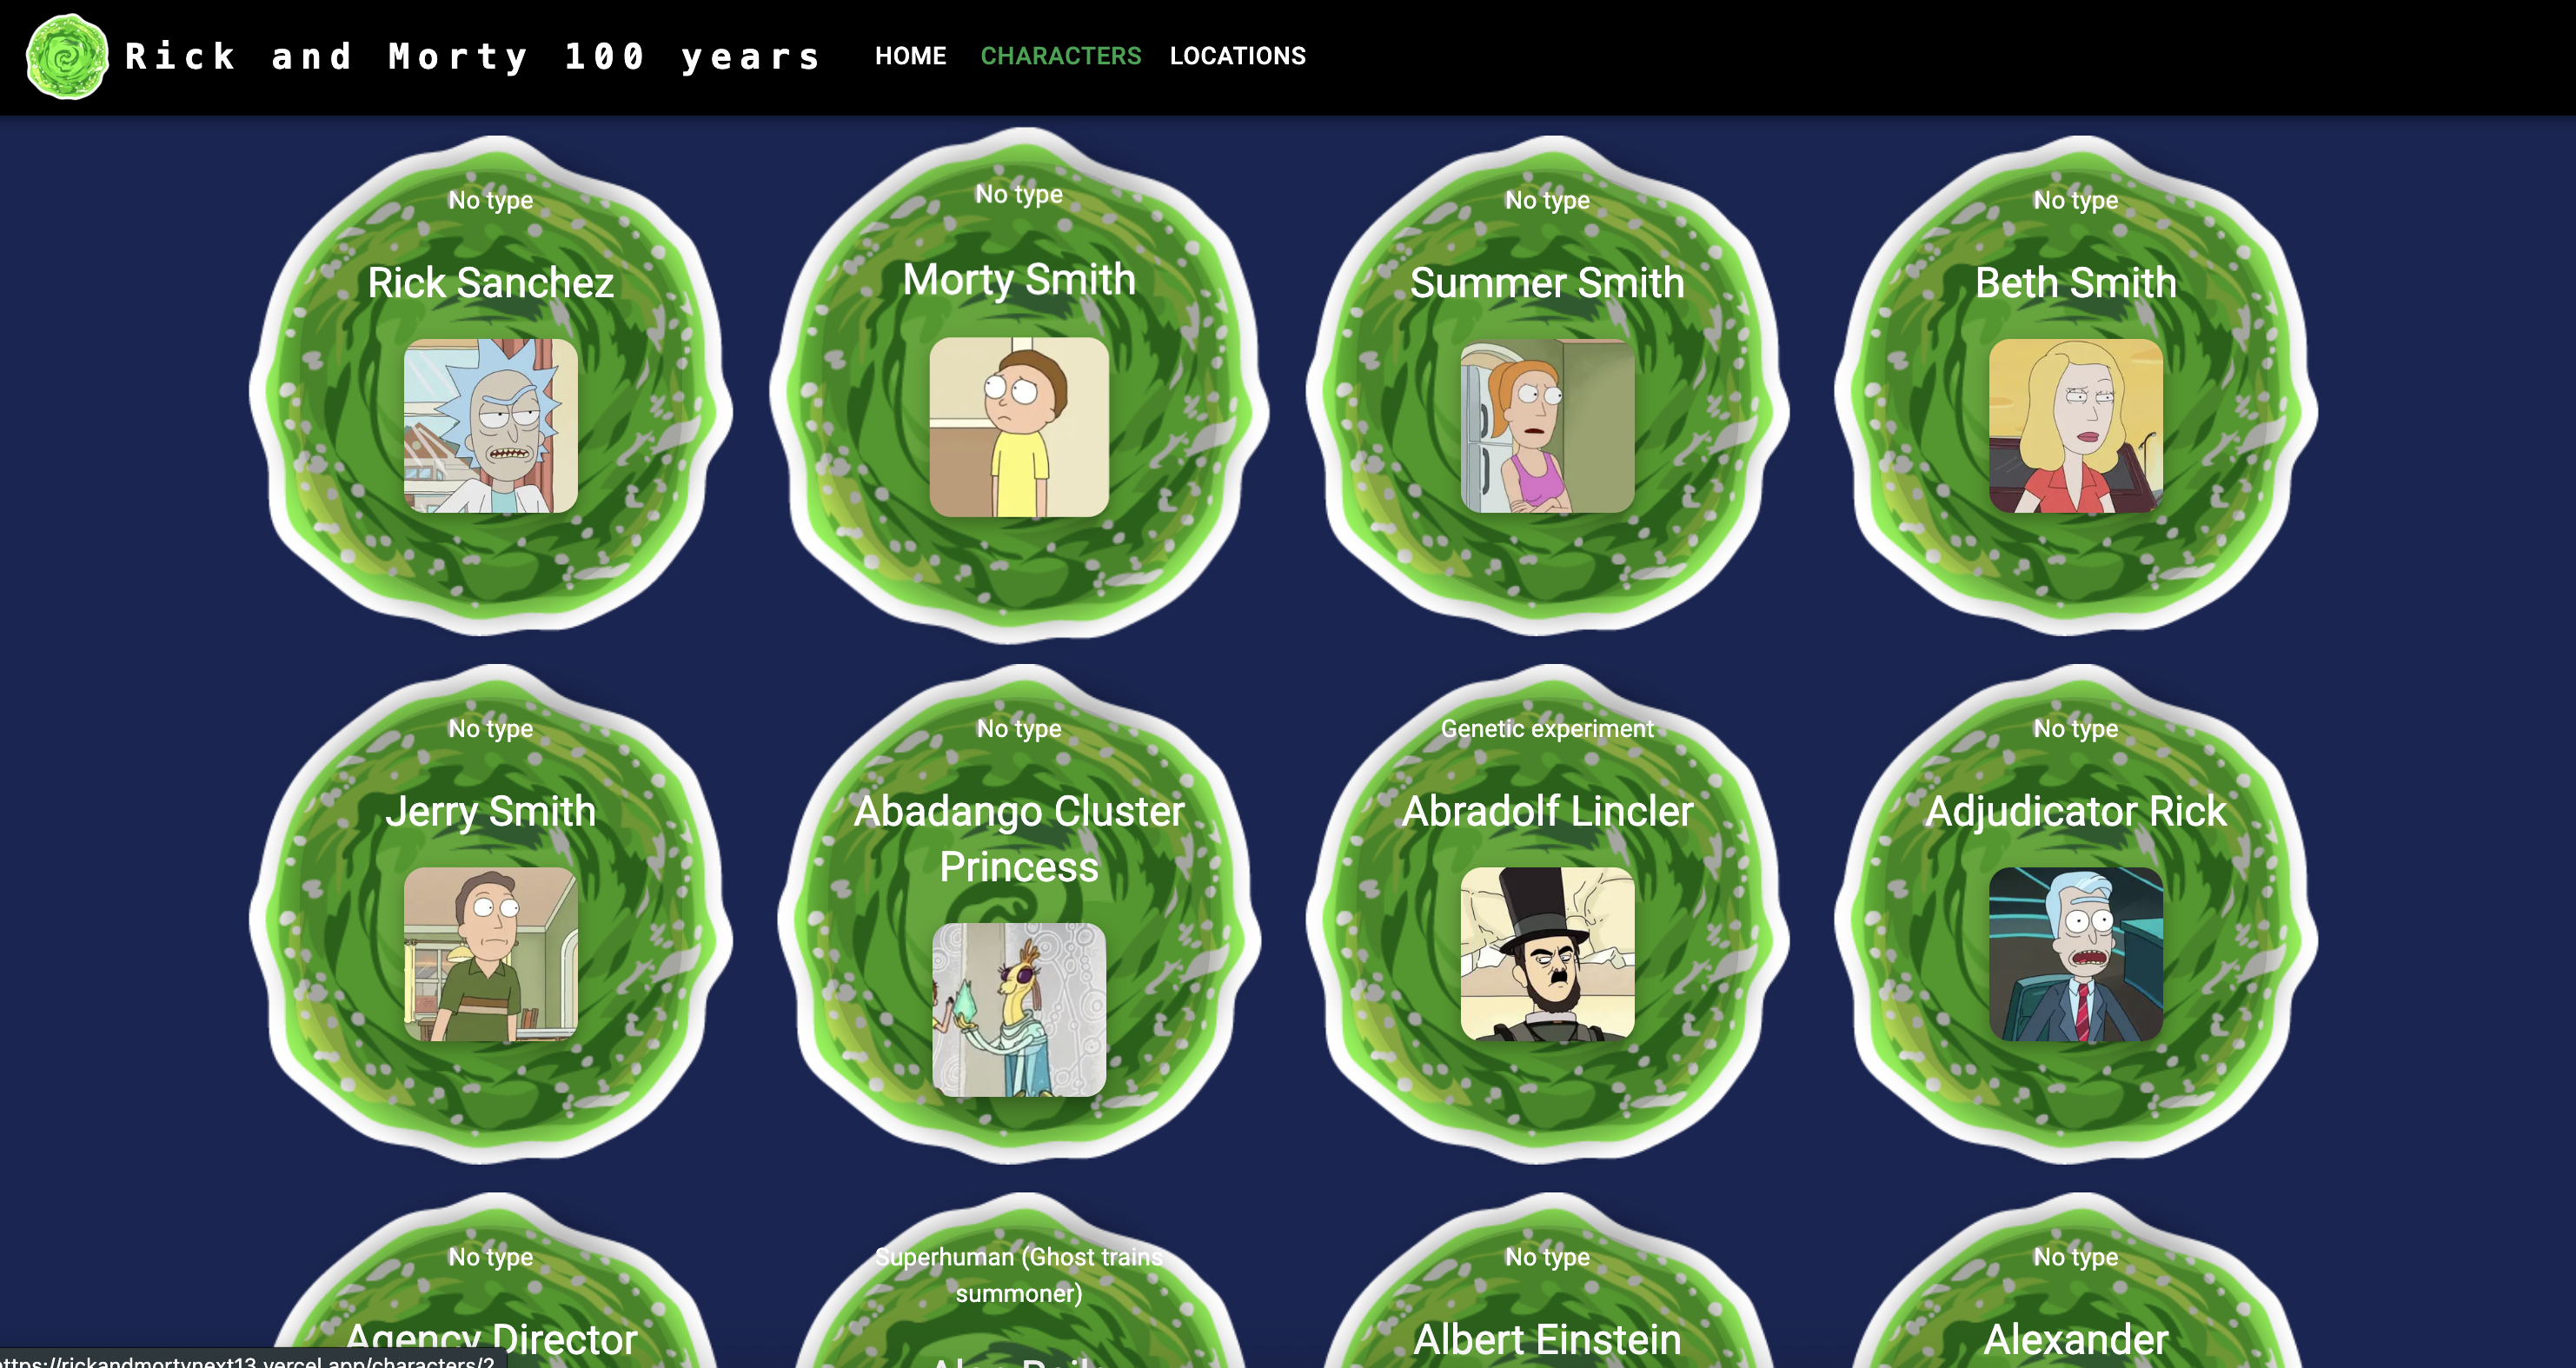 Rick and Morty 100 years
HOME CHARACTERS LOCATIONS
No type
Rick Sanchez
No type
Morty Smith
No type
Summer Smith
No type
Beth Smith
No type
Jerry Smith
No type
Abadango Cluster
Princess
Genetic experiment
Abradolf Lincler
No type
Adjudicator Rick
No type
Agency Director
Superhuman (Ghost trains
summoner)
No type
Albert Einstein
No type
Alexander
ttps://rickandmortynext13.vercel.app/characters/2